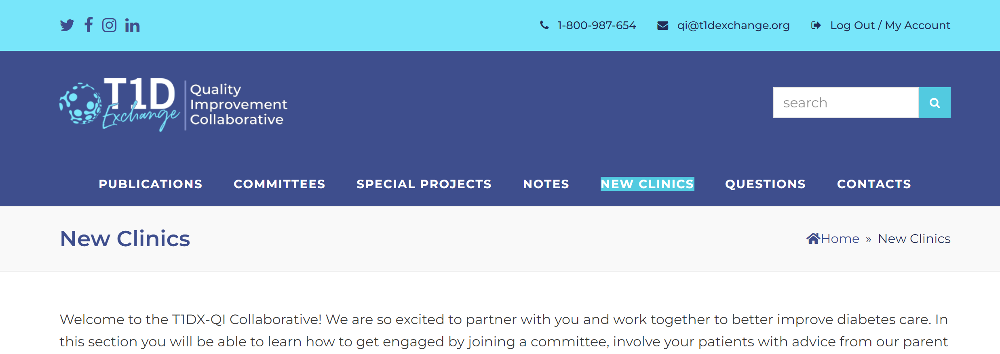 1-800-987-654 qi@t1dexchange.org Log Out / My Account
T1D Exchange
Quality
Improvement
Collaborative
search
PUBLICATIONS COMMITTEES SPECIAL PROJECTS NOTES NEW CLINICS QUESTIONS CONTACTS
New Clinics
Home » New Clinics
Welcome to the T1DX-QI Collaborative! We are so excited to partner with you and work together to better improve diabetes care. In
this section you will be able to learn how to get engaged by joining a committee, involve your patients with advice from our parent